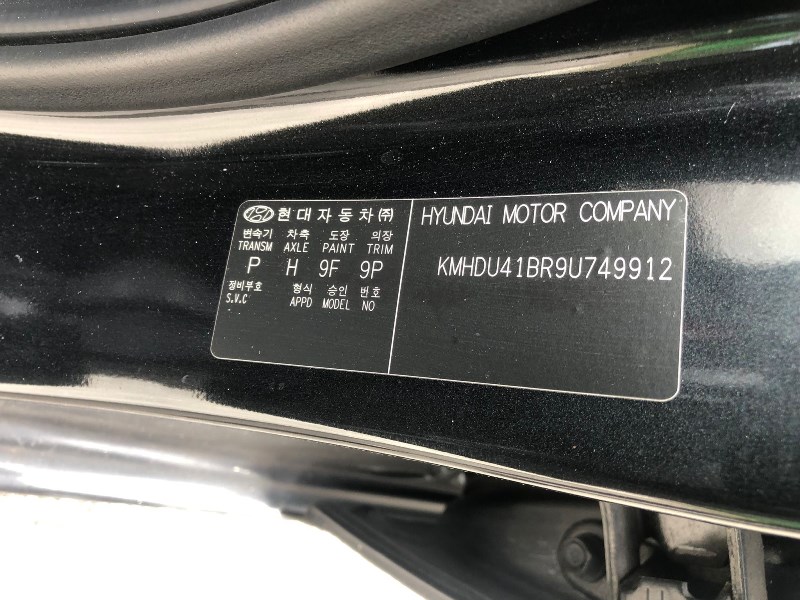 현대자동차㈜
변속기 차축 도장 의장
TRANSM AXLE PAINT TRIM
P H 9F 9P
정비부호 형식 승인 번호
S.V.C APPD MODEL NO
HYUNDAI MOTOR COMPANY
KMHDU41BR9U749912